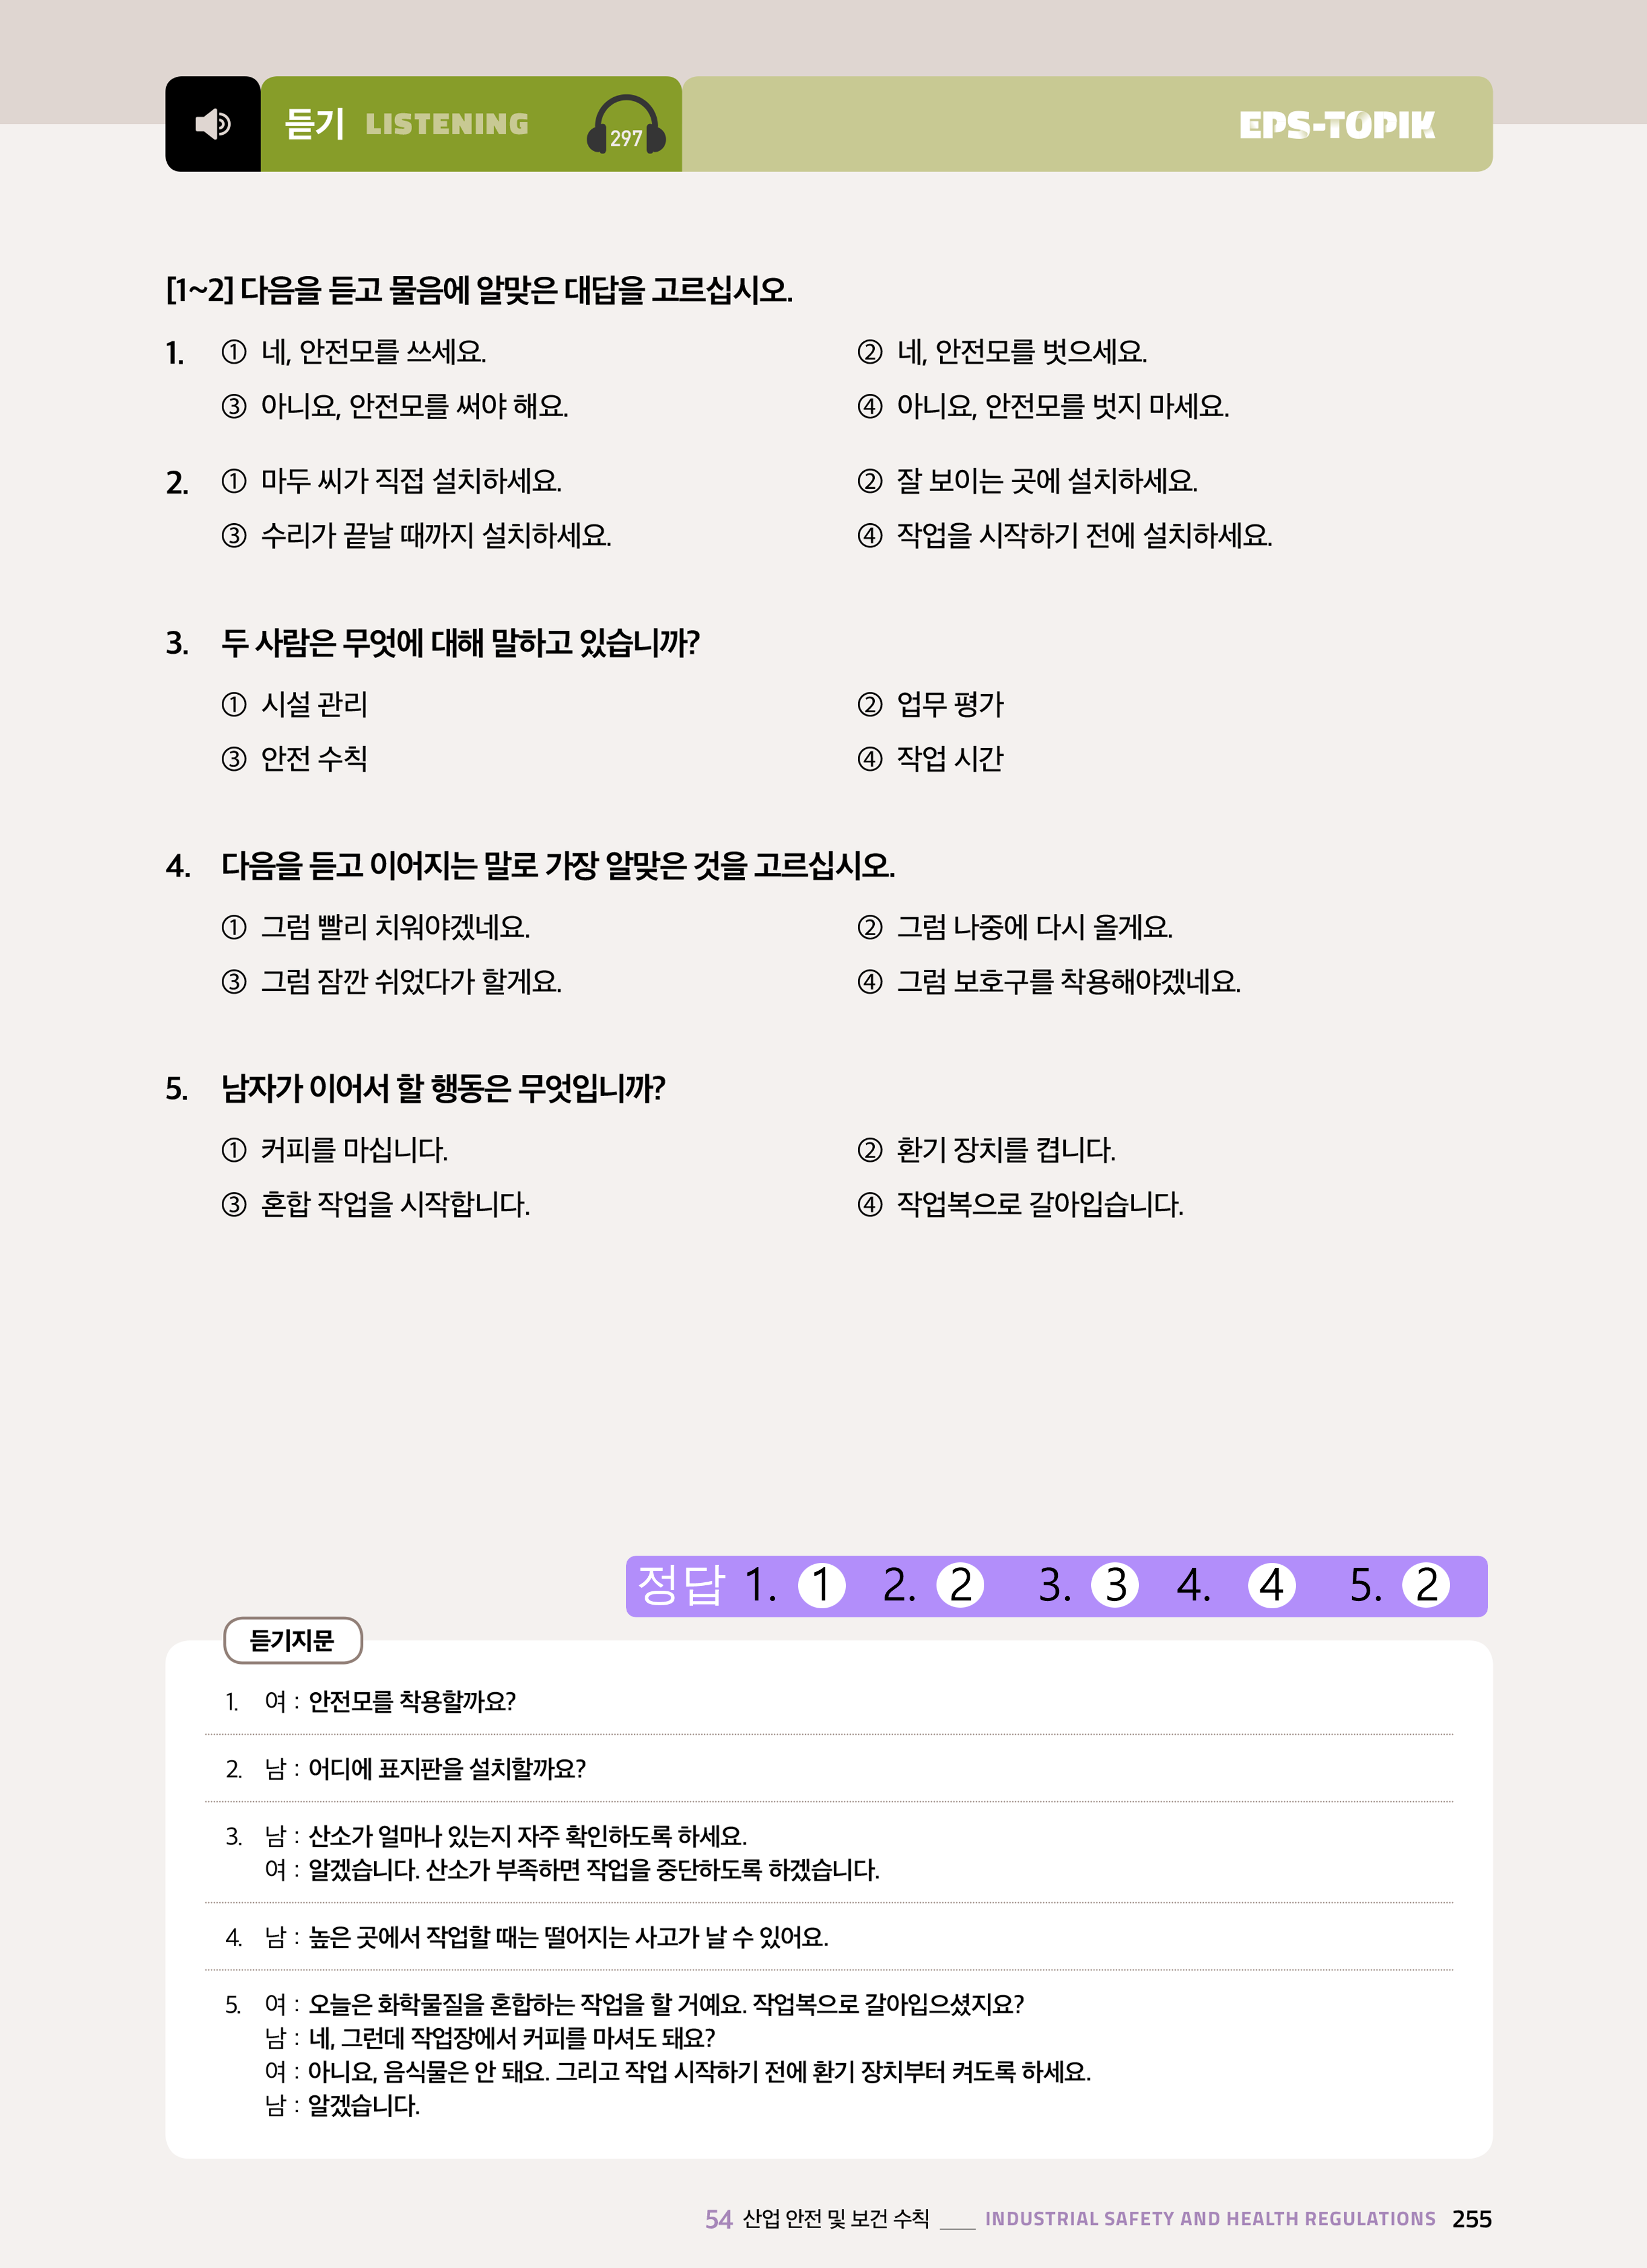 듣기 LISTENING 297 EPS-TOPIK
[1~2] 다음을 듣고 물음에 알맞은 대답을 고르십시오.
1. ① 네, 안전모를 쓰세요. ② 네, 안전모를 벗으세요.
③ 아니요, 안전모를 써야 해요. ④ 아니요, 안전모를 벗지 마세요.
2. ① 마두 씨가 직접 설치하세요. ② 잘 보이는 곳에 설치하세요.
③ 수리가 끝날 때까지 설치하세요. ④ 작업을 시작하기 전에 설치하세요.
3. 두 사람은 무엇에 대해 말하고 있습니까?
① 시설 관리 ② 업무 평가
③ 안전 수칙 ④ 작업 시간
4. 다음을 듣고 이어지는 말로 가장 알맞은 것을 고르십시오.
① 그럼 빨리 치워야겠네요. ② 그럼 나중에 다시 올게요.
③ 그럼 잠깐 쉬었다가 할게요. ④ 그럼 보호구를 착용해야겠네요.
5. 남자가 이어서 할 행동은 무엇입니까?
① 커피를 마십니다. ② 환기 장치를 켭니다.
③ 혼합 작업을 시작합니다. ④ 작업복으로 갈아입습니다.
정답 1. 1 2. 2 3. 3 4. 4 5. 2
듣기지문
1. 여 : 안전모를 착용할까요?
2. 남 : 어디에 표지판을 설치할까요?
3. 남 : 산소가 얼마나 있는지 자주 확인하도록 하세요.
여 : 알겠습니다. 산소가 부족하면 작업을 중단하도록 하겠습니다.
4. 남 : 높은 곳에서 작업할 때는 떨어지는 사고가 날 수 있어요.
5. 여 : 오늘은 화학물질을 혼합하는 작업을 할 거예요. 작업복으로 갈아입으셨지요?
남 : 네, 그런데 작업장에서 커피를 마셔도 돼요?
여 : 아니요, 음식물은 안 돼요. 그리고 작업 시작하기 전에 환기 장치부터 켜도록 하세요.
남 : 알겠습니다.
54 산업 안전 및 보건 수칙 ___ INDUSTRIAL SAFETY AND HEALTH REGULATIONS 255